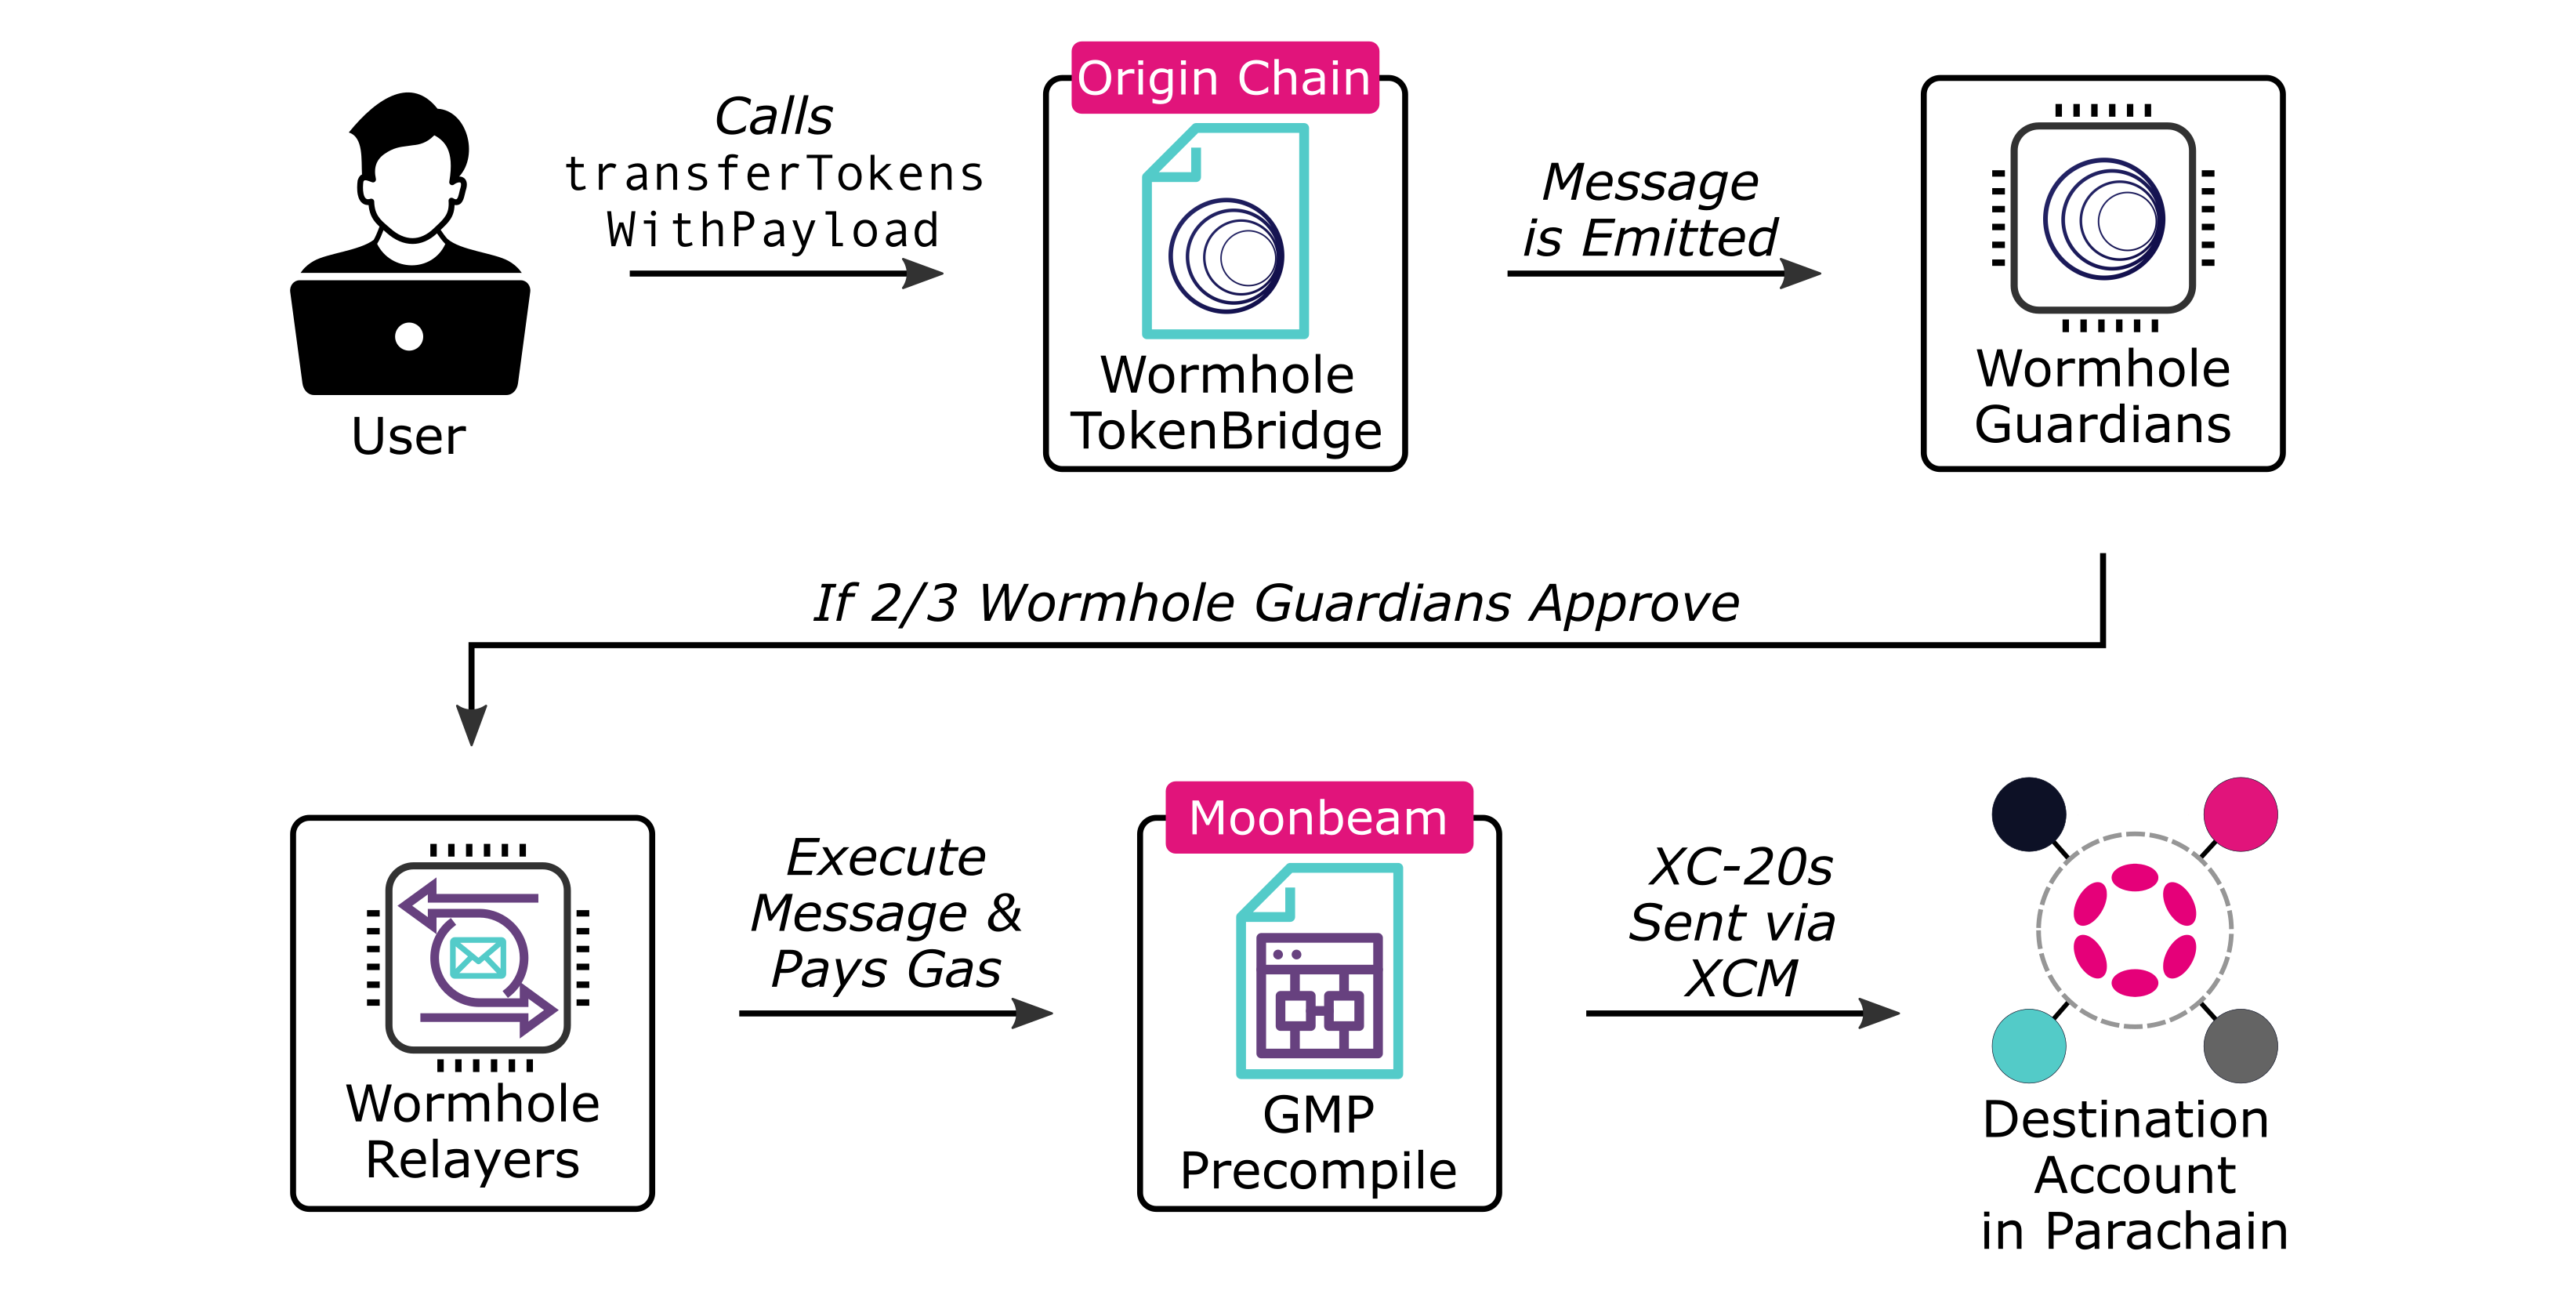 Calls
transferTokens
WithPayload
User
Origin Chain
Wormhole
TokenBridge
Message
is Emitted
Wormhole
Guardians
If 2/3 Wormhole Guardians Approve
Wormhole
Relayers
Execute
Message &
Pays Gas
Moonbeam
GMP
Precompile
XC-20s
Sent via
XCM
Destination
Account
in Parachain